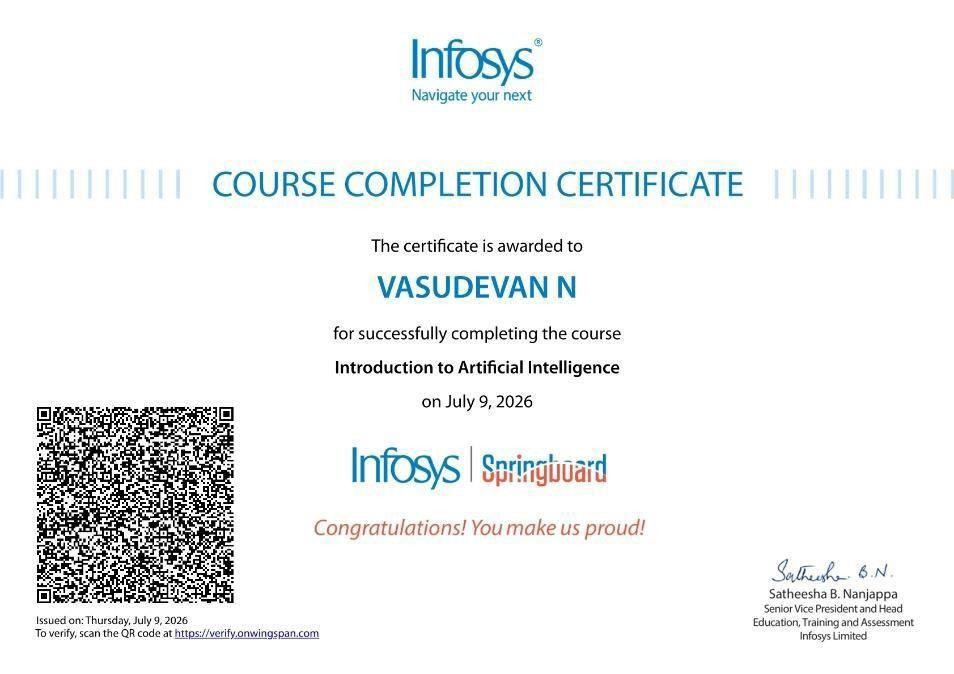 Infosys®
Navigate your next
COURSE COMPLETION CERTIFICATE
The certificate is awarded to
VASUDEVAN N
for successfully completing the course
Introduction to Artificial Intelligence
on July 9, 2026
Infosys | Springboard
Congratulations! You make us proud!
Satheesha B.N.
Satheesha B. Nanjappa
Senior Vice President and Head
Education, Training and Assessment
Infosys Limited
Issued on: Thursday, July 9, 2026
To verify, scan the QR code at https://verify.onwingspan.com